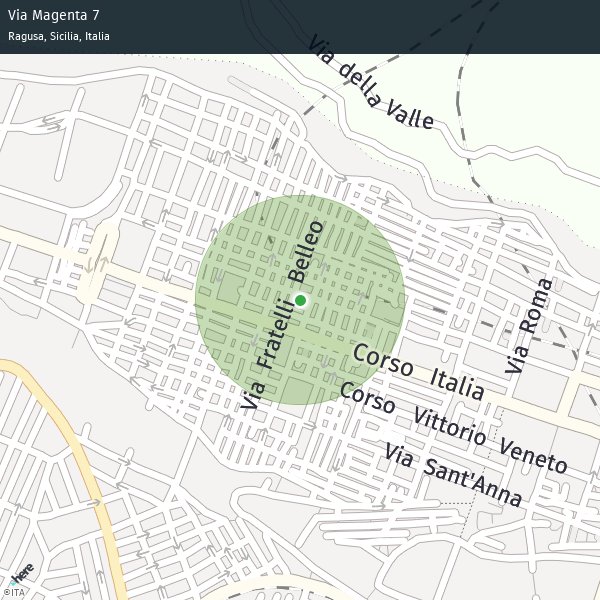 Via Magenta 7
Ragusa, Sicilia, Italia
Via della Valle
Via Fratelli Belleo
Via Roma
Corso Italia
Corso Vittorio Veneto
Via Sant'Anna
here
©ITA